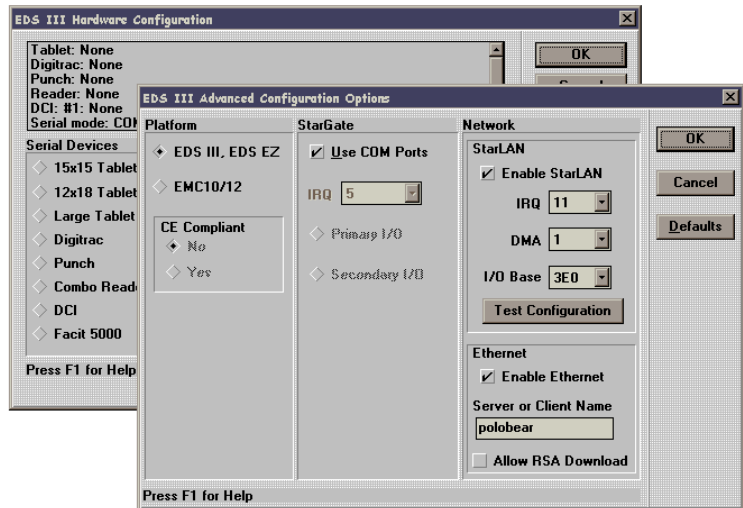 EDS III Hardware Configuration
Tablet: None
Digitrac: None
Punch: None
Reader: None
DCI: #1: None
Serial mode:
OK
Serial Devices
15x15 Tablet
12x18 Tablet
Large Tablet
Digitrac
Punch
Combo
DCI
Facit 5000
Press F1 for Help
EDS III Advanced Configuration Options
Platform
EDS III, EDS EZ
EMC10/12
CE Compliant
No
Yes
StarGate
Use COM Ports
IRQ 5
Primary I/O
Secondary I/O
Network
StarLAN
Enable StarLAN
IRQ 11
DMA 1
I/O Base 3E0
Test Configuration
Ethernet
Enable Ethernet
Server or Client Name
polobear
Allow RSA Download
OK
Cancel
Defaults
Press F1 for Help